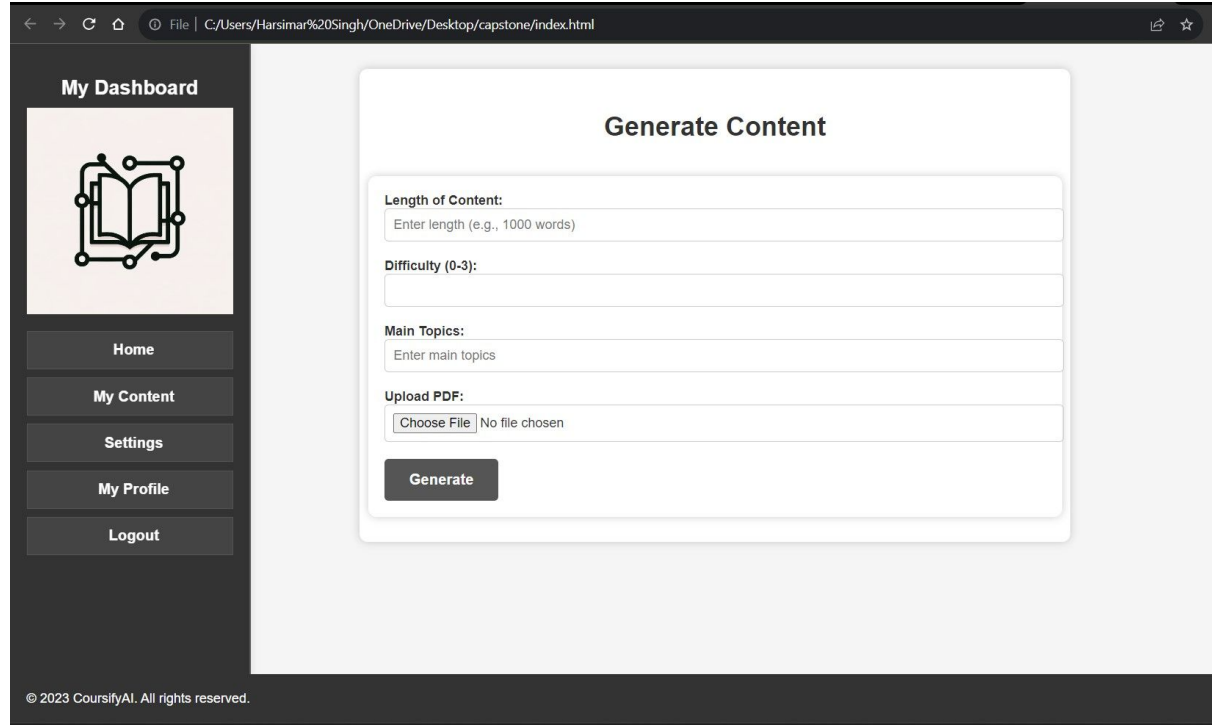 File | C:/Users/Harsimar%20Singh/OneDrive/Desktop/capstone/index.html
My Dashboard
Home
My Content
Settings
My Profile
Logout
Generate Content
Length of Content:
Enter length (e.g., 1000 words)
Difficulty (0-3):
Main Topics:
Enter main topics
Upload PDF:
Choose File No file chosen
Generate
© 2023 CoursifyAI. All rights reserved.